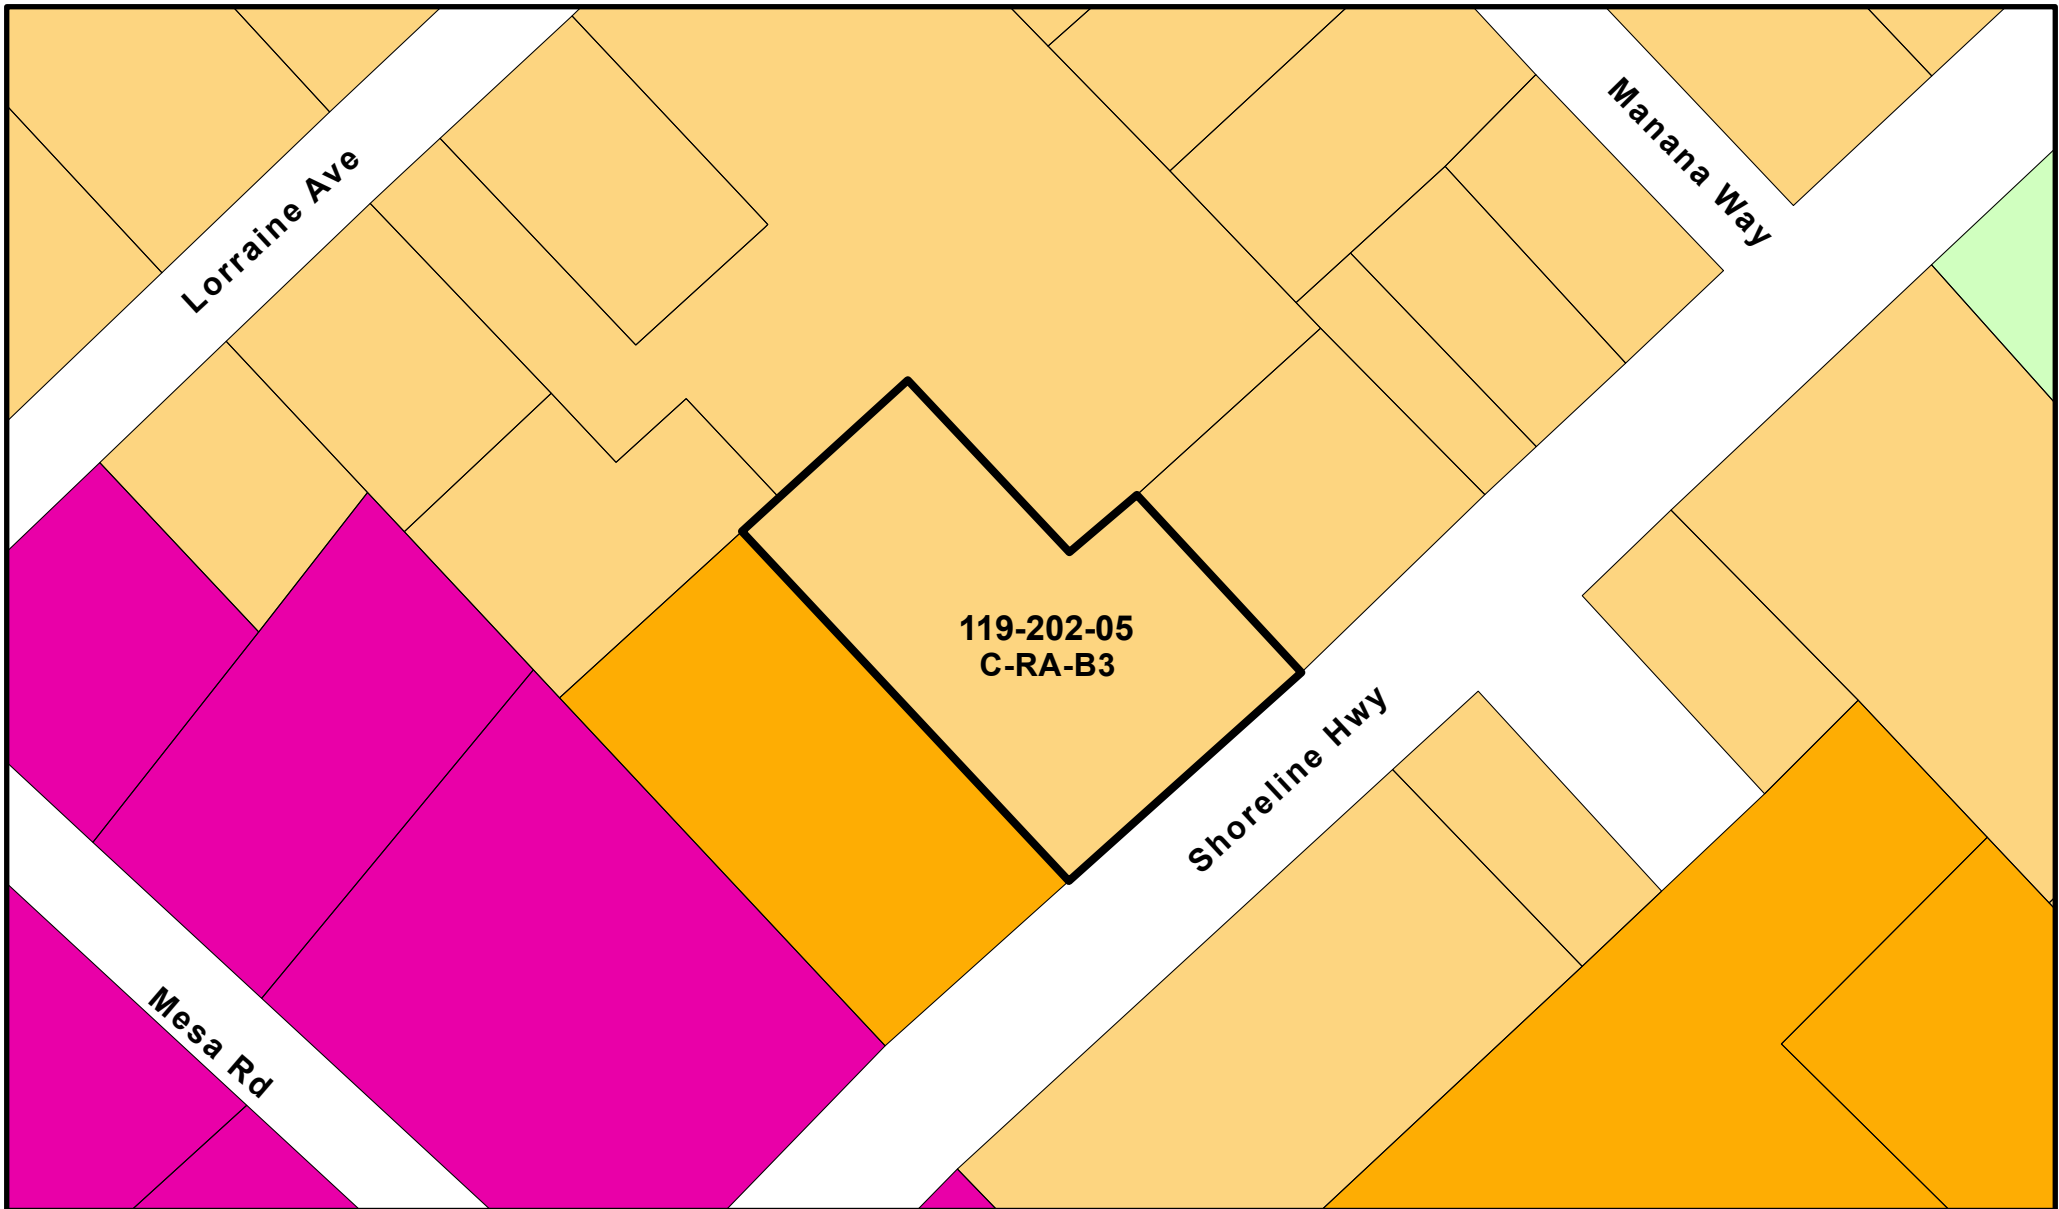 Lorraine Ave
Manana Way
119-202-05
C-RA-B3
Shoreline Hwy
Mesa Rd